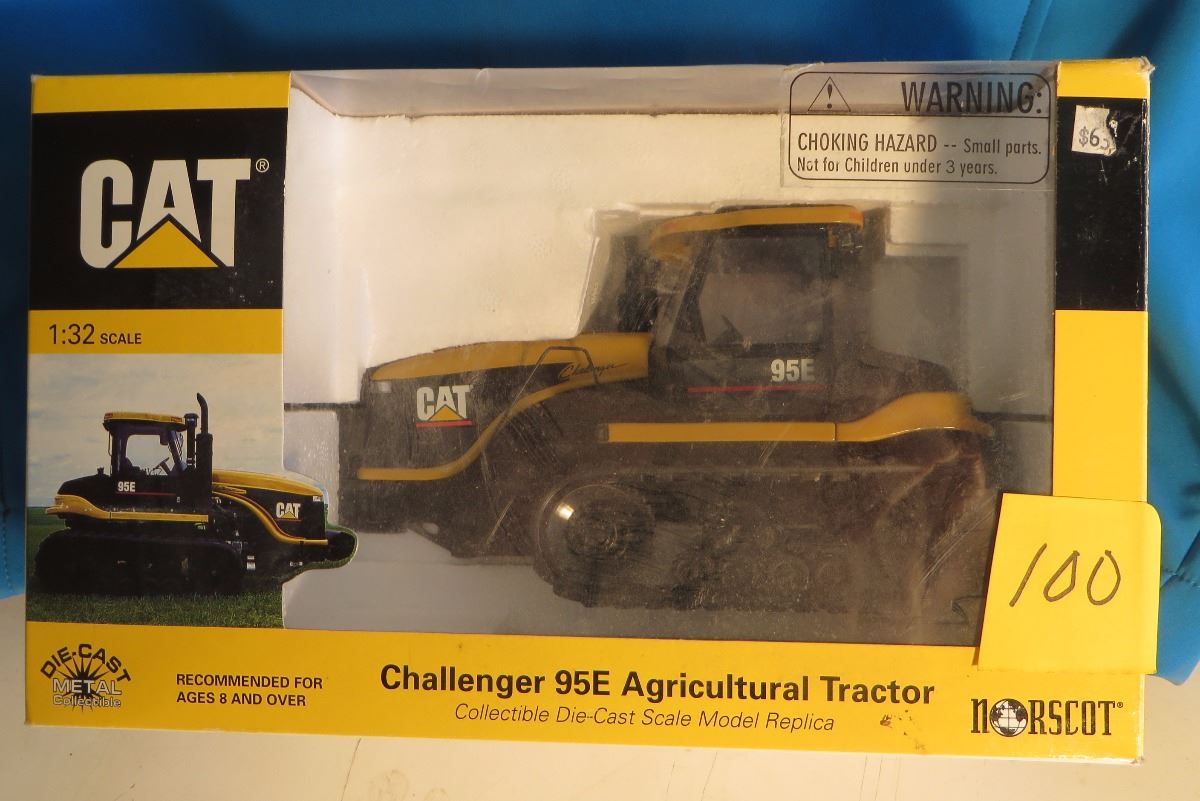 CAT®
1:32 SCALE
95E
CAT
DIE-CAST
METAL
Collectible
RECOMMENDED FOR
AGES 8 AND OVER
WARNING:
CHOKING HAZARD -- Small parts.
Not for Children under 3 years.
Challenger
CAT
95E
100
Challenger 95E Agricultural Tractor
Collectible Die-Cast Scale Model Replica
NORSCOT®